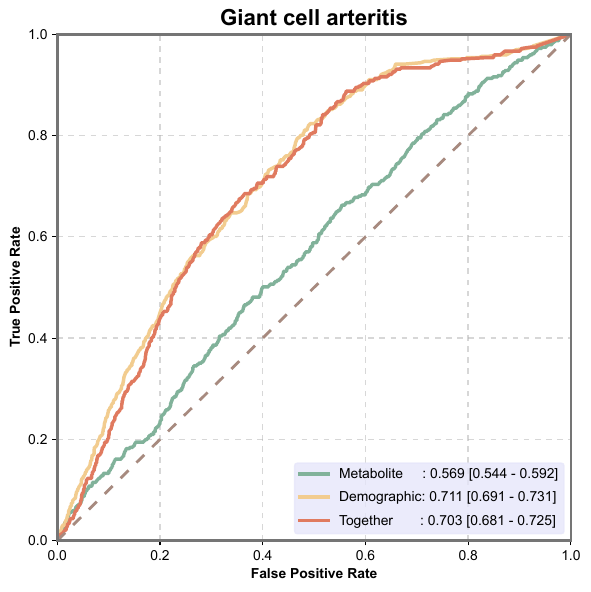 Giant cell arteritis
1.0
0.8
0.6
0.4
0.2
0.0
True Positive Rate
Metabolite : 0.569 [0.544 - 0.592]
Demographic: 0.711 [0.691 - 0.731]
Together : 0.703 [0.681 - 0.725]
0.0 0.2 0.4 0.6 0.8 1.0
False Positive Rate